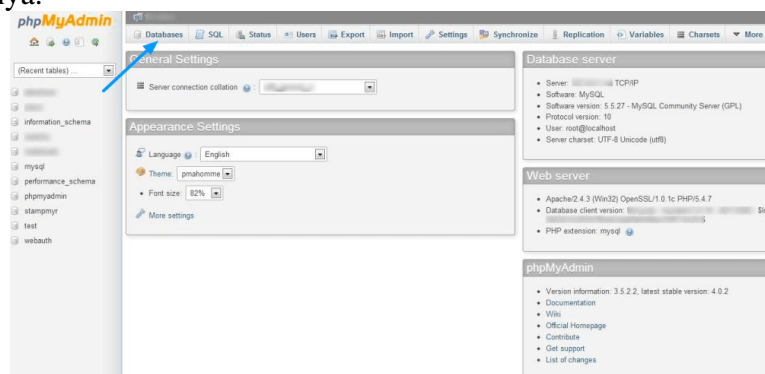 ya.
phpMyAdmin
Databases SQL Status Users Export Import Settings Synchronize Replication Variables Charsets More
(Recent tables) ...
information_schema
mysql
performance_schema
phpmyadmin
stampmyr
test
webauth
General Settings
Server connection collation :
Appearance Settings
Language : English
Theme: pmahomme
Font size: 82%
More settings
Database server
Server: TCP/IP
Software: MySQL
Software version: 5.5.27 - MySQL Community Server (GPL)
Protocol version: 10
User: root@localhost
Server charset: UTF-8 Unicode (utf8)
Web server
Apache/2.4.3 (Win32) OpenSSL/1.0.1c PHP/5.4.7
Database client version:
PHP extension: mysql
phpMyAdmin
Version information: 3.5.2.2, latest stable version: 4.0.2
Documentation
Wiki
Official Homepage
Contribute
Get support
List of changes